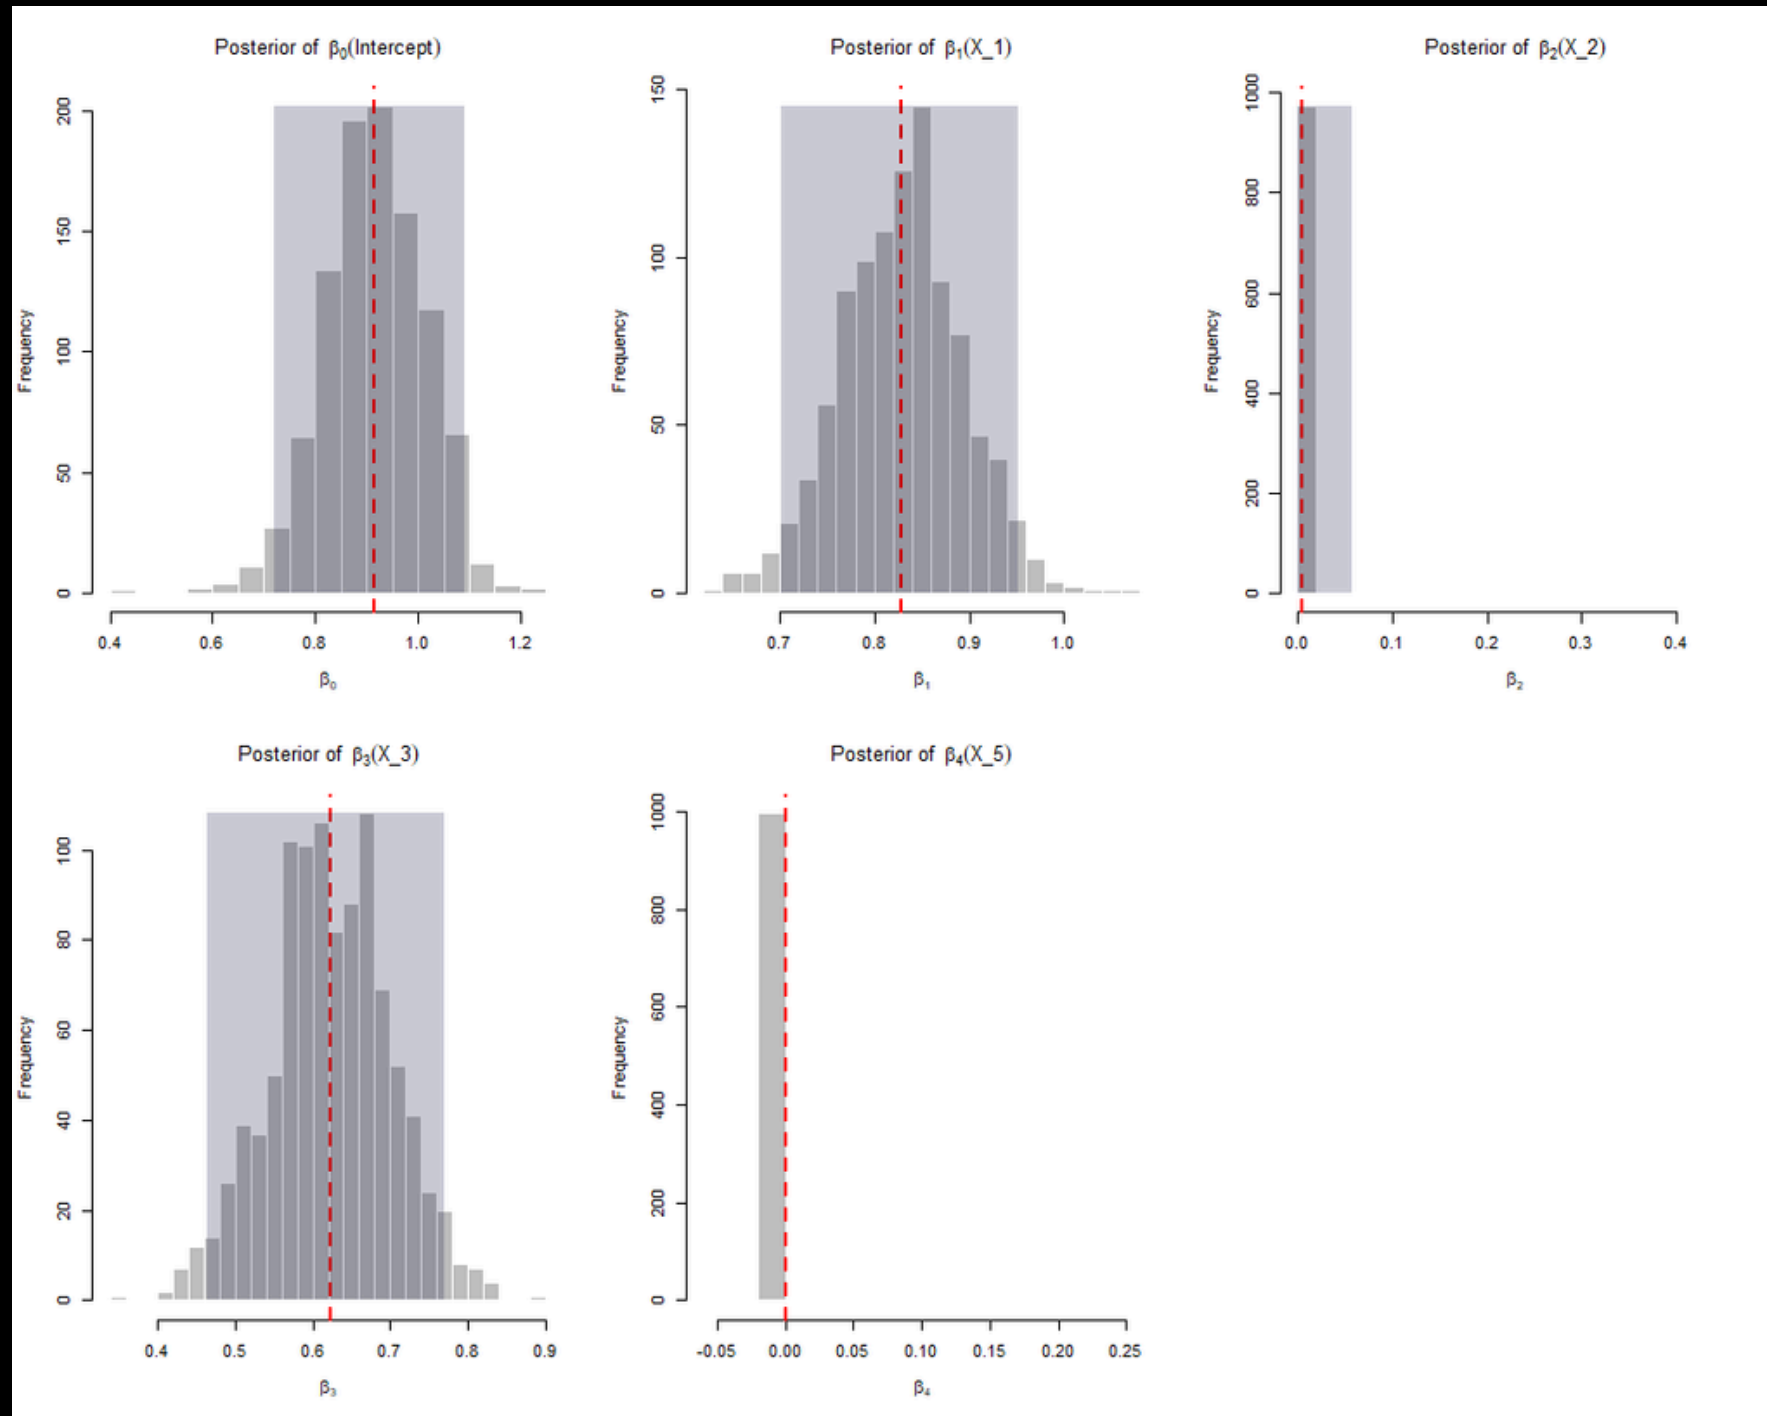 Posterior of β₀(Intercept)
Frequency
0
50
100
150
200
0.4 0.6 0.8 1.0 1.2
β₀
Posterior of β₁(X_1)
Frequency
0
50
100
150
0.7 0.8 0.9 1.0
β₁
Posterior of β₂(X_2)
Frequency
0
200
400
600
800
1000
0.0 0.1 0.2 0.3 0.4
β₂
Posterior of β₃(X_3)
Frequency
0
20
40
60
80
100
0.4 0.5 0.6 0.7 0.8 0.9
β₃
Posterior of β₄(X_5)
Frequency
0
200
400
600
800
1000
-0.05 0.00 0.05 0.10 0.15 0.20 0.25
β₄